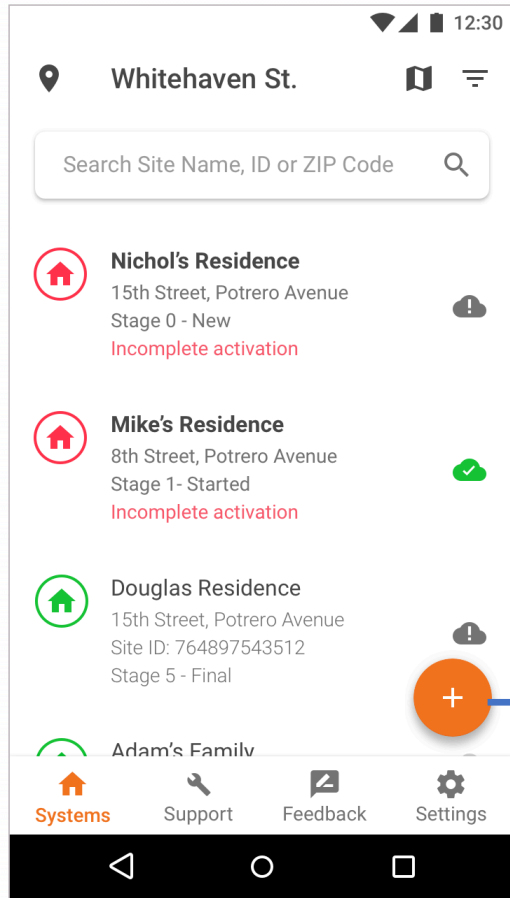 12:30
Whitehaven St.
Search Site Name, ID or ZIP Code
Nichol's Residence
15th Street, Potrero Avenue
Stage 0 - New
Incomplete activation
Mike's Residence
8th Street, Potrero Avenue
Stage 1- Started
Incomplete activation
Douglas Residence
15th Street, Potrero Avenue
Site ID: 764897543512
Stage 5 - Final
Adam's Family
Systems Support Feedback Settings